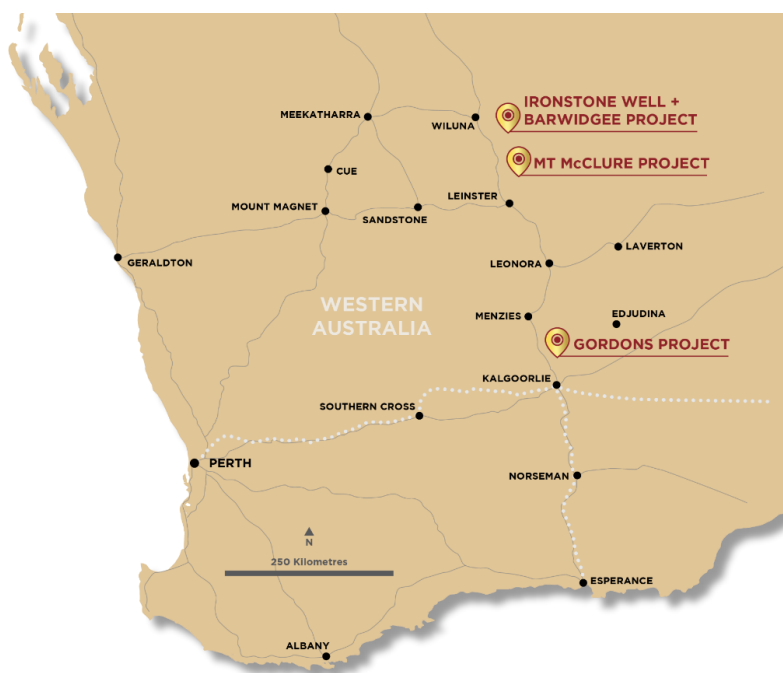 IRONSTONE WELL +
BARWIDGEE PROJECT
MEEKATHARRA
WILUNA
MT McCLURE PROJECT
CUE
LEINSTER
MOUNT MAGNET
SANDSTONE
LAVERTON
GERALDTON
LEONORA
WESTERN
AUSTRALIA
MENZIES
EDJUDINA
GORDONS PROJECT
KALGOORLIE
SOUTHERN CROSS
PERTH
NORSEMAN
N
250 Kilometres
ESPERANCE
ALBANY